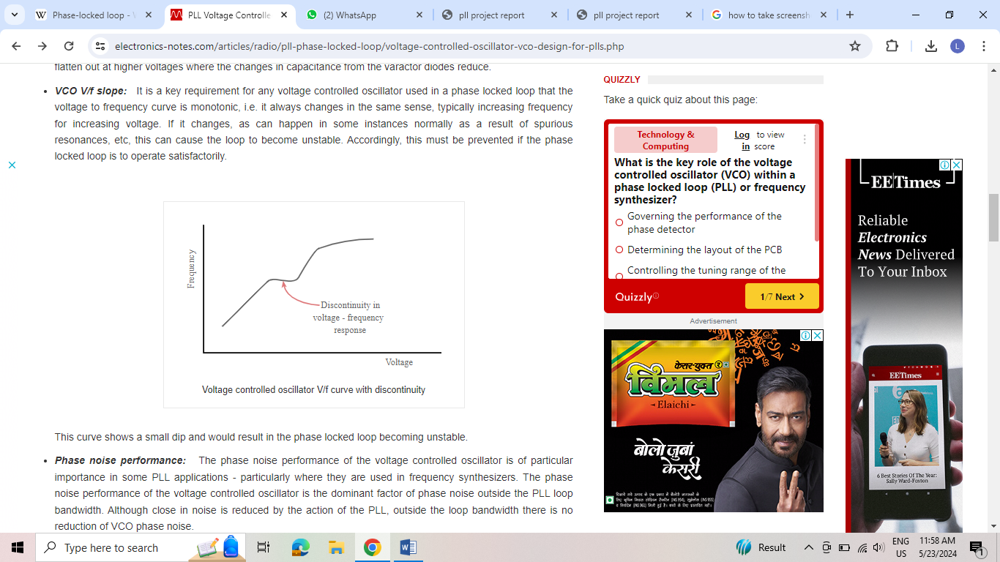 Phase-locked loop - W
PLL Voltage Controlle
(2) WhatsApp
pll project report
pll project report
how to take screensh
electronics-notes.com/articles/radio/pll-phase-locked-loop/voltage-controlled-oscillator-vco-design-for-plls.php
L
flatten out at higher voltages where the changes in capacitance from the varactor diodes reduce.
VCO V/f slope: It is a key requirement for any voltage controlled oscillator used in a phase locked loop that the
voltage to frequency curve is monotonic, i.e. it always changes in the same sense, typically increasing frequency
for increasing voltage. If it changes, as can happen in some instances normally as a result of spurious
resonances, etc, this can cause the loop to become unstable. Accordingly, this must be prevented if the phase
locked loop is to operate satisfactorily.
Frequency
Discontinuity in
voltage - frequency
response
Voltage
Voltage controlled oscillator V/f curve with discontinuity
This curve shows a small dip and would result in the phase locked loop becoming unstable.
Phase noise performance: The phase noise performance of the voltage controlled oscillator is of particular
importance in some PLL applications - particularly where they are used in frequency synthesizers. The phase
noise performance of the voltage controlled oscillator is the dominant factor of phase noise outside the PLL loop
bandwidth. Although close in noise is reduced by the action of the PLL, outside the loop bandwidth there is no
reduction of VCO phase noise.
QUIZZLY
Take a quick quiz about this page:
Technology &
Computing
Log
in
to view
score
What is the key role of the voltage
controlled oscillator (VCO) within a
phase locked loop (PLL) or frequency
synthesizer?
Governing the performance of the
phase detector
Determining the layout of the PCB
Controlling the tuning range of the
Quizzly
1/7 Next
Advertisement
केसर-युक्त
विमल
Elaichi
बोलो ज़ुबां
केसरी
EETimes
Reliable
Electronics
News Delivered
To Your Inbox
EETimes
6 Best Stories Of The Year:
Sally Ward-Foxton
Type here to search
Result
ENG
US
11:58 AM
5/23/2024
1